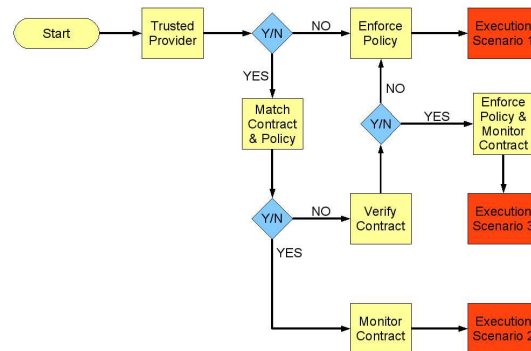 Start
Trusted
Provider
Y/N
NO
Enforce
Policy
Execution
Scenario 1
YES
Match
Contract
& Policy
NO
Y/N
YES
Enforce
Policy &
Monitor
Contract
Y/N
NO
Verify
Contract
Execution
Scenario 3
YES
Monitor
Contract
Execution
Scenario 2